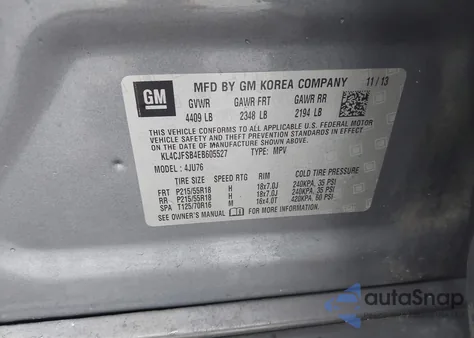 GM
MFD BY GM KOREA COMPANY 11/13
GVWR GAWR FRT GAWR RR
4409 LB 2348 LB 2194 LB
THIS VEHICLE CONFORMS TO ALL APPLICABLE U.S. FEDERAL MOTOR
VEHICLE SAFETY AND THEFT PREVENTION STANDARDS IN EFFECT ON
THE DATE OF MANUFACTURE SHOWN ABOVE.
KL4CJFSB4EB605527 TYPE: MPV
MODEL: 4JU76
TIRE SIZE SPEED RTG RIM COLD TIRE PRESSURE
FRT P215/55R18 H 18x7.0J 240KPA, 35 PSI
RR P215/55R18 H 18x7.0J 240KPA, 35 PSI
SPA T125/70R16 M 16x4.0T 420KPA, 60 PSI
SEE OWNER'S MANUAL FOR MORE INFORMATION.
autoSnap